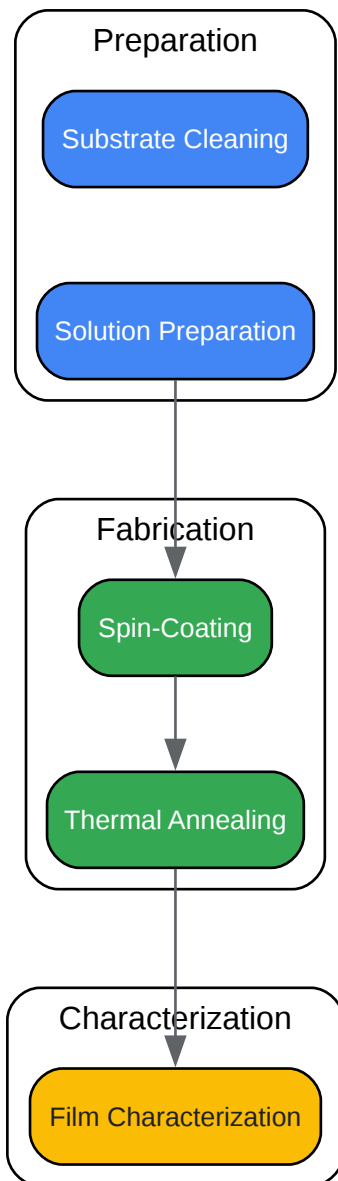 Preparation
Substrate Cleaning
Solution Preparation
Fabrication
Spin-Coating
Thermal Annealing
Characterization
Film Characterization